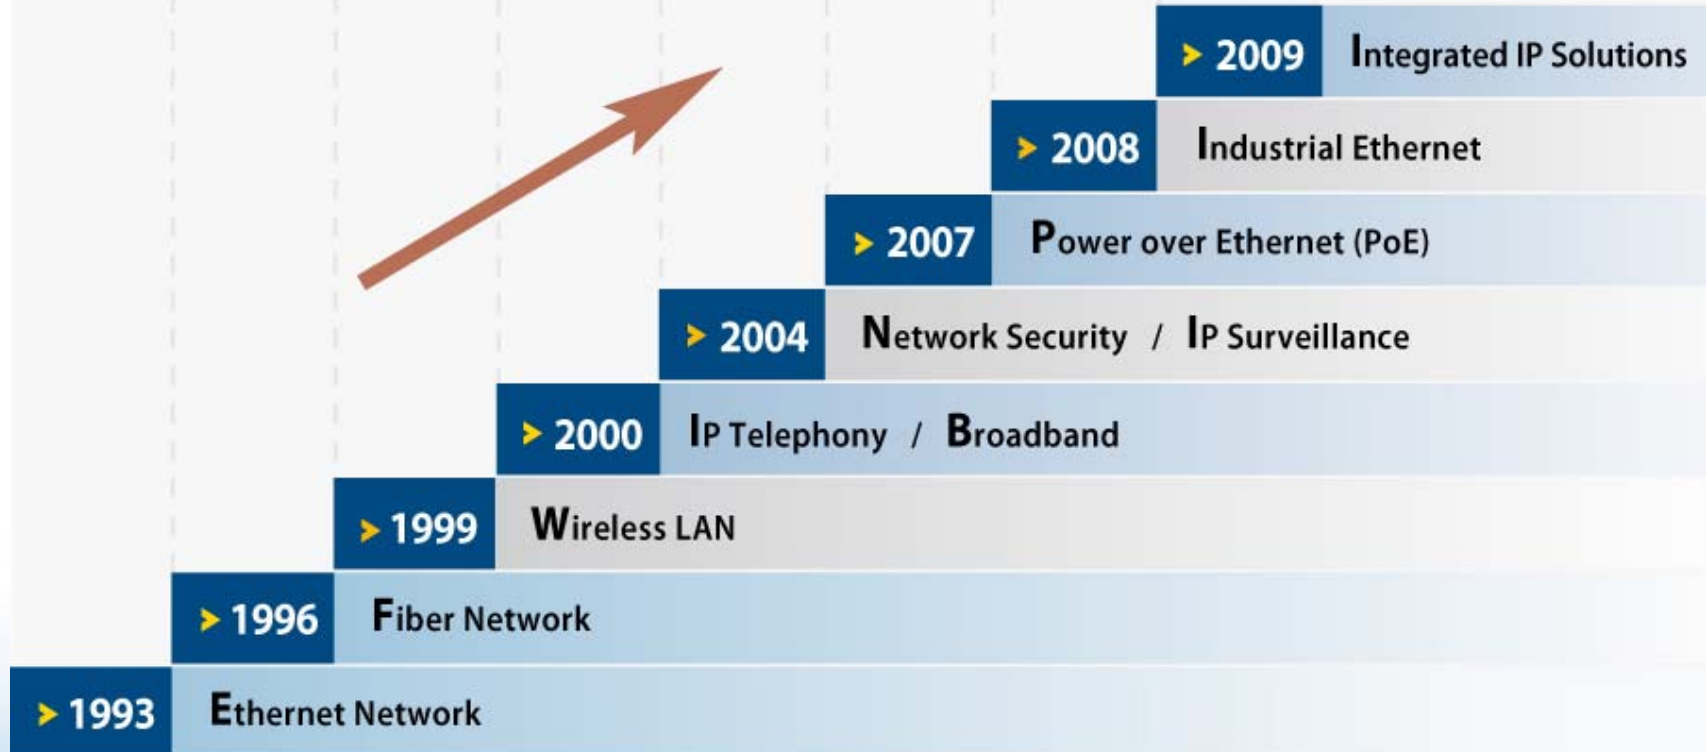 > 2009 Integrated IP Solutions
> 2008 Industrial Ethernet
> 2007 Power over Ethernet (PoE)
> 2004 Network Security / IP Surveillance
> 2000 IP Telephony / Broadband
> 1999 Wireless LAN
> 1996 Fiber Network
> 1993 Ethernet Network